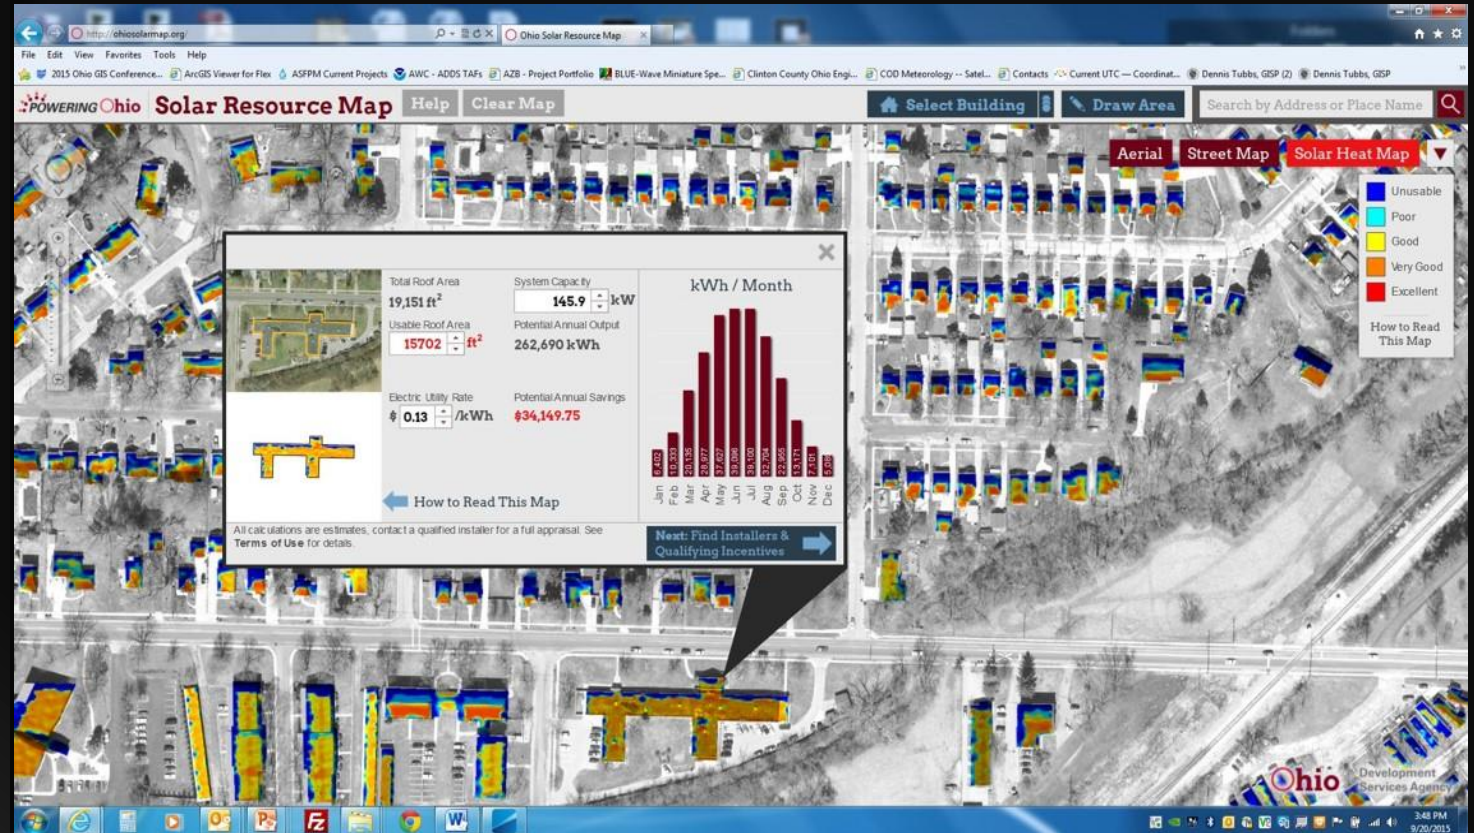 http://ohiosolarmap.org/
Ohio Solar Resource Map
File Edit View Favorites Tools Help
2015 Ohio GIS Conference... ArcGIS Viewer for Flex ASFPM Current Projects AWC - ADDS TAFs AZB - Project Portfolio BLUE-Wave Miniature Spe... Clinton County Ohio Engi... COD Meteorology -- Satel... Contacts Current UTC — Coordinat... Dennis Tubbs, GISP (2) Dennis Tubbs, GISP
POWERING Ohio Solar Resource Map Help Clear Map Select Building Draw Area Search by Address or Place Name
Aerial Street Map Solar Heat Map
Unusable
Poor
Good
Very Good
Excellent
How to Read
This Map
Total Roof Area
19,151 ft²
Usable Roof Area
15702 ft²
Electric Utility Rate
$ 0.13 /kWh
System Capacity
145.9 kW
Potential Annual Output
262,690 kWh
Potential Annual Savings
$34,149.75
How to Read This Map
kWh / Month
6,402 10,333 20,135 28,977 37,627 39,096 39,100 32,704 22,955 13,171 7,101
Jan Feb Mar Apr May Jun Jul Aug Sep Oct Nov Dec
All calculations are estimates, contact a qualified installer for a full appraisal. See
Terms of Use for details.
Next: Find Installers &
Qualifying Incentives
Ohio Development
Services Agency
3:48 PM
9/20/2015